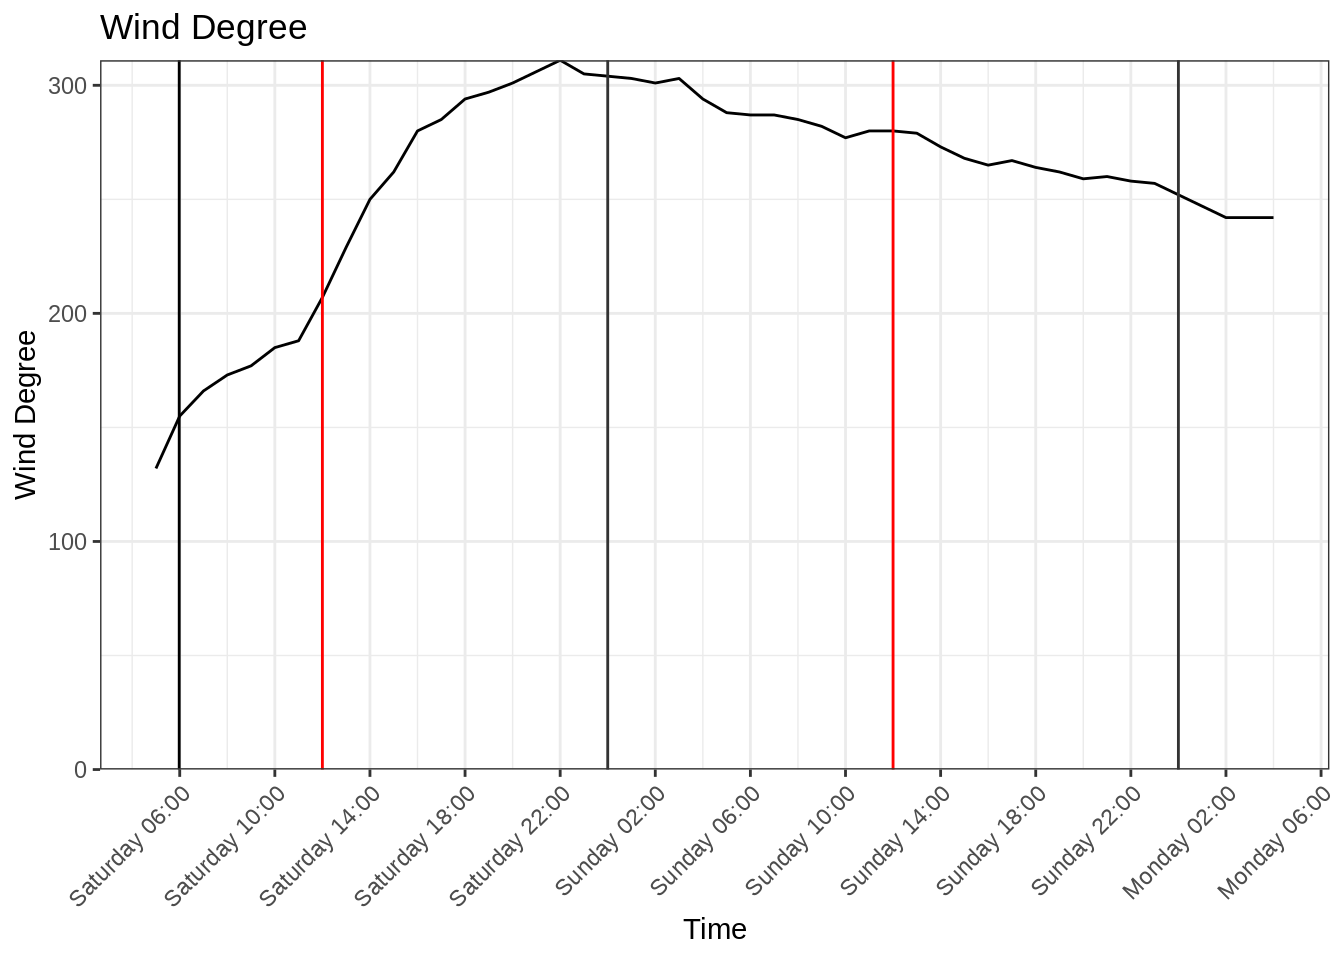 Wind Degree
Wind Degree
300
200
100
0
Saturday 06:00
Saturday 10:00
Saturday 14:00
Saturday 18:00
Saturday 22:00
Sunday 02:00
Sunday 06:00
Sunday 10:00
Sunday 14:00
Sunday 18:00
Sunday 22:00
Monday 02:00
Monday 06:00
Time